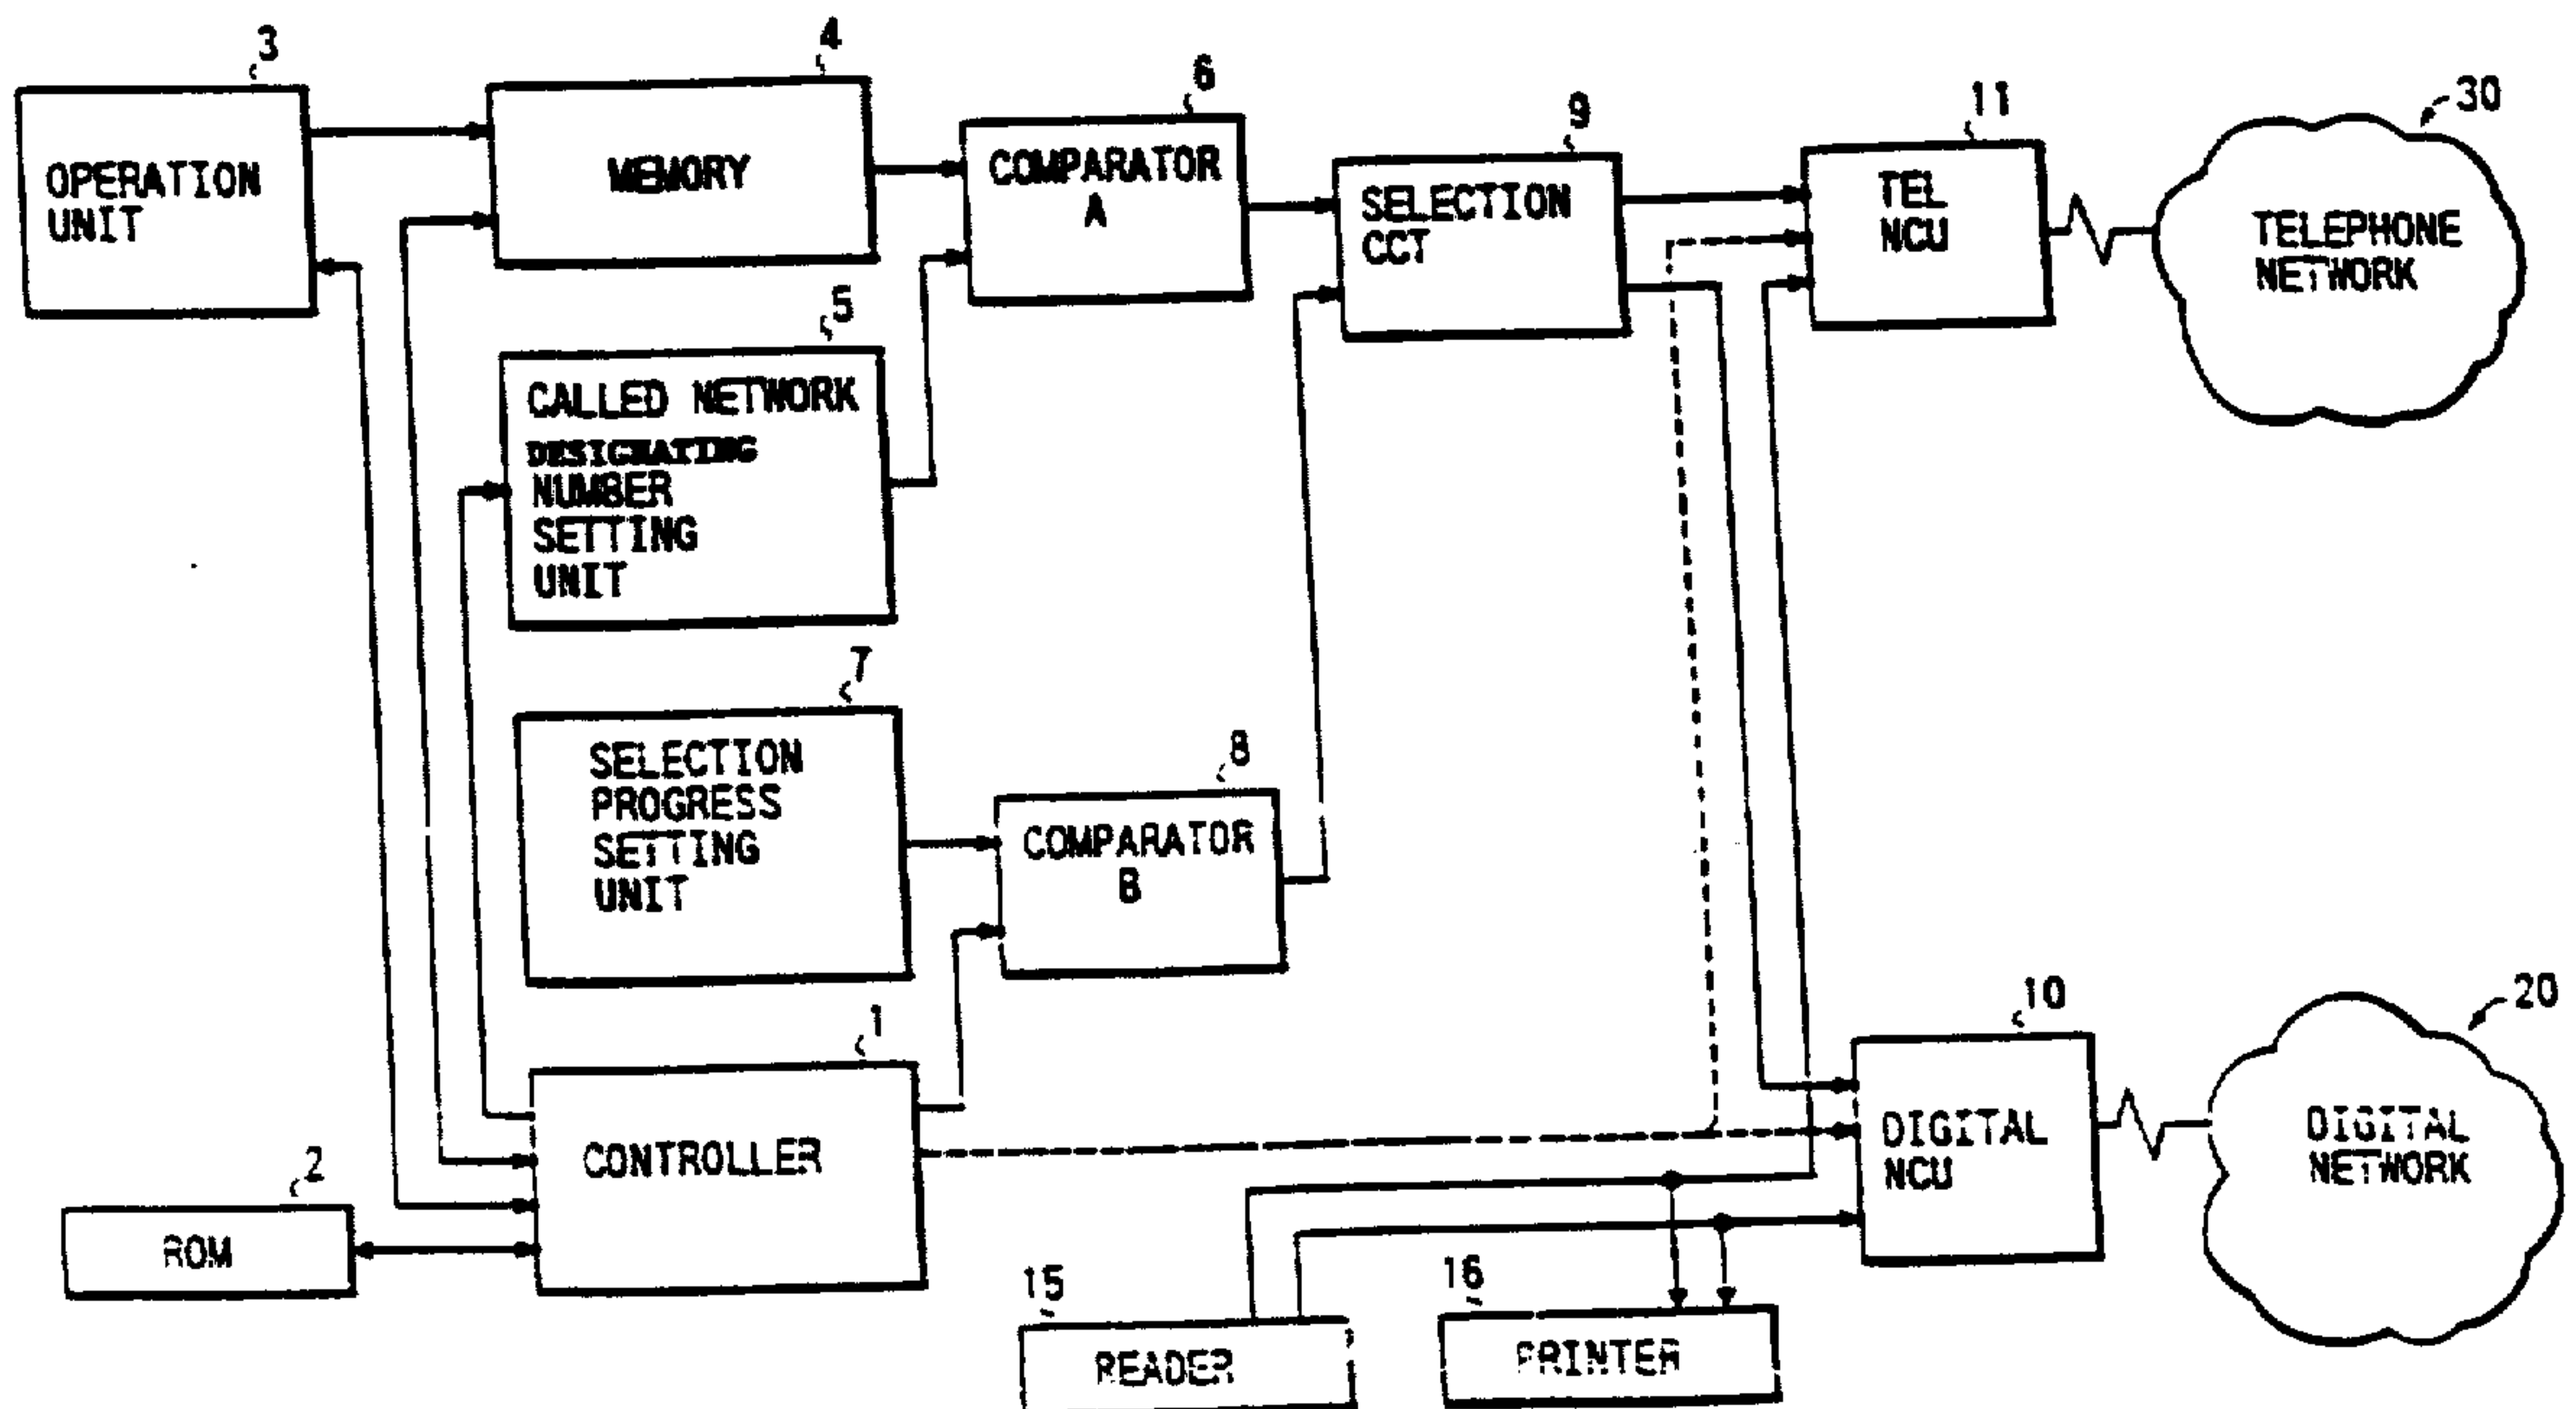 3
OPERATION
UNIT
4
MEMORY
6
COMPARATOR
A
9
SELECTION
CCT
11
TEL
NCU
30
TELEPHONE
NETWORK
5
CALLED NETWORK
DESIGNATING
NUMBER
SETTING
UNIT
7
SELECTION
PROGRESS
SETTING
UNIT
8
COMPARATOR
B
1
CONTROLLER
2
ROM
10
DIGITAL
NCU
20
DIGITAL
NETWORK
15
READER
16
PRINTER